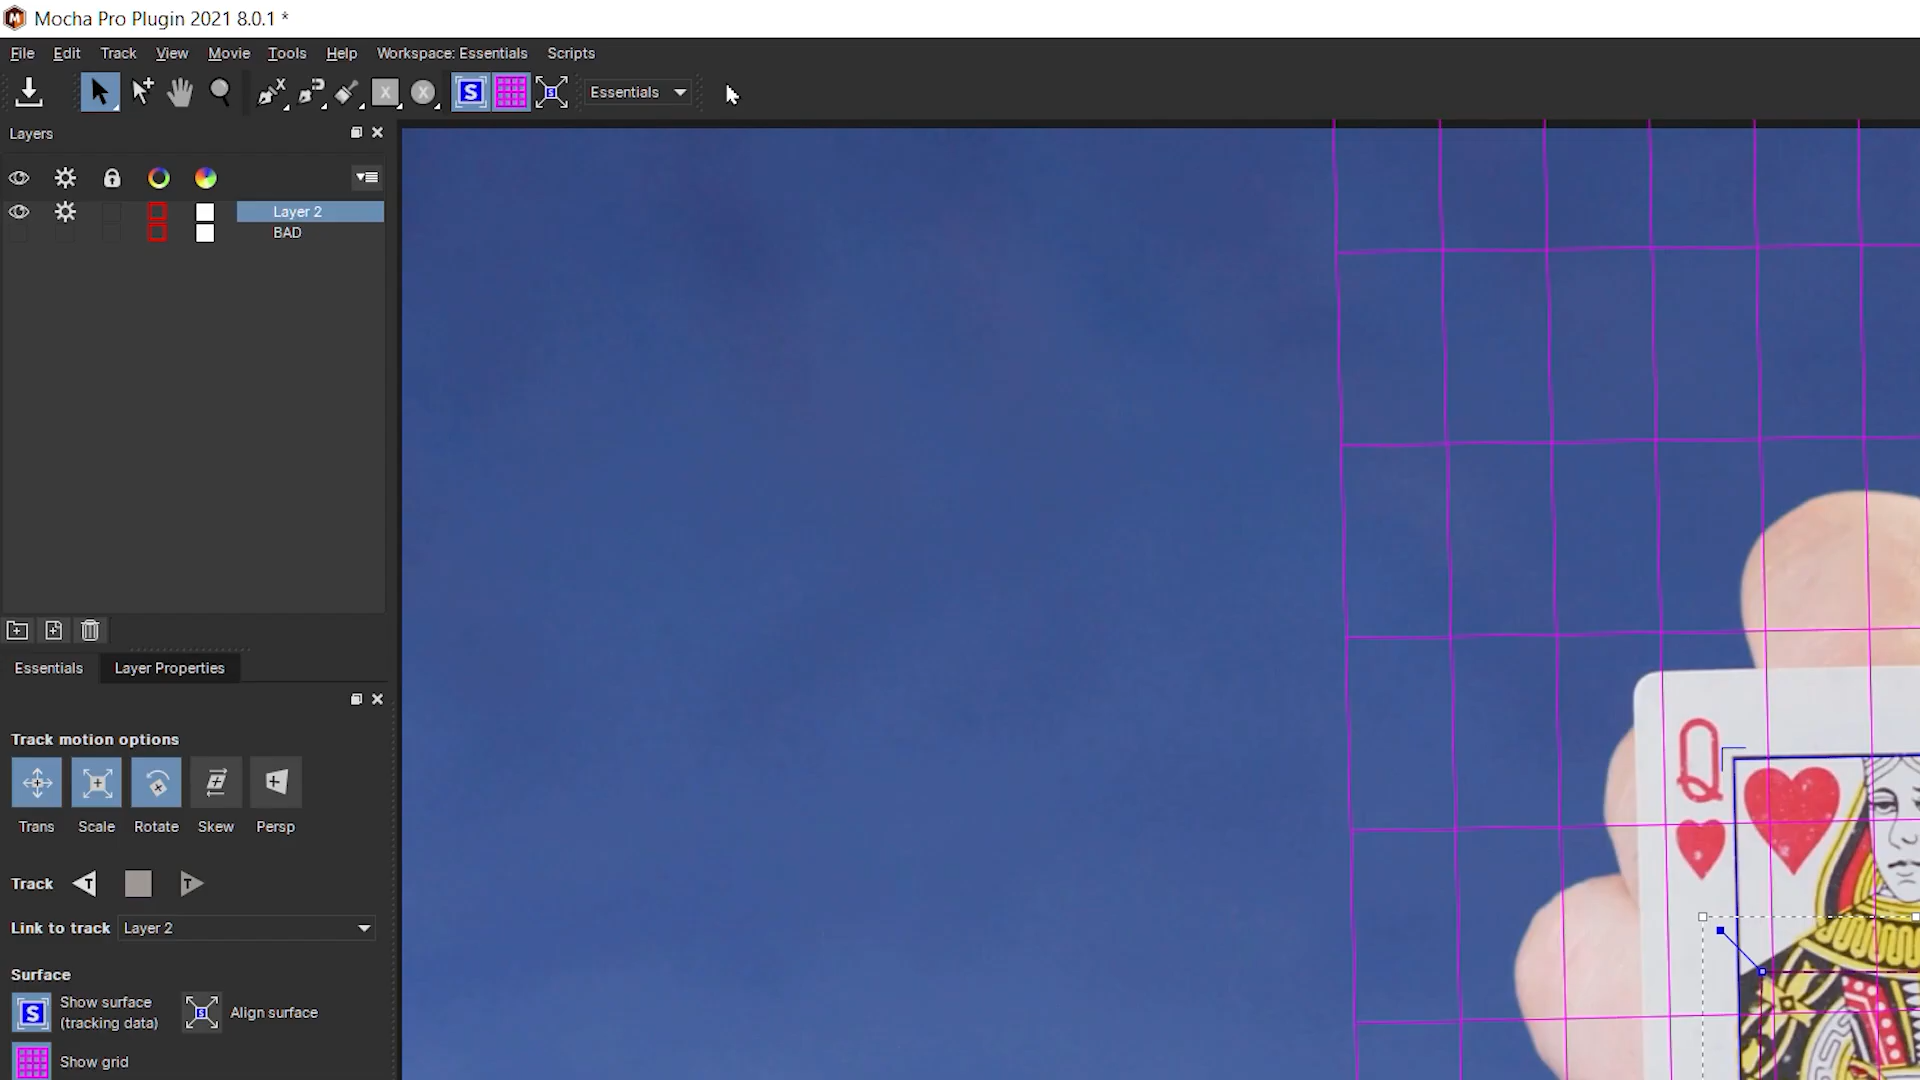 Mocha Pro Plugin 2021 8.0.1 *
File Edit Track View Movie Tools Help Workspace: Essentials Scripts
Essentials
Layers
Layer 2
BAD
Essentials Layer Properties
Track motion options
Trans Scale Rotate Skew Persp
Track
Link to track Layer 2
Surface
Show surface
(tracking data)
Align surface
Show grid
Q